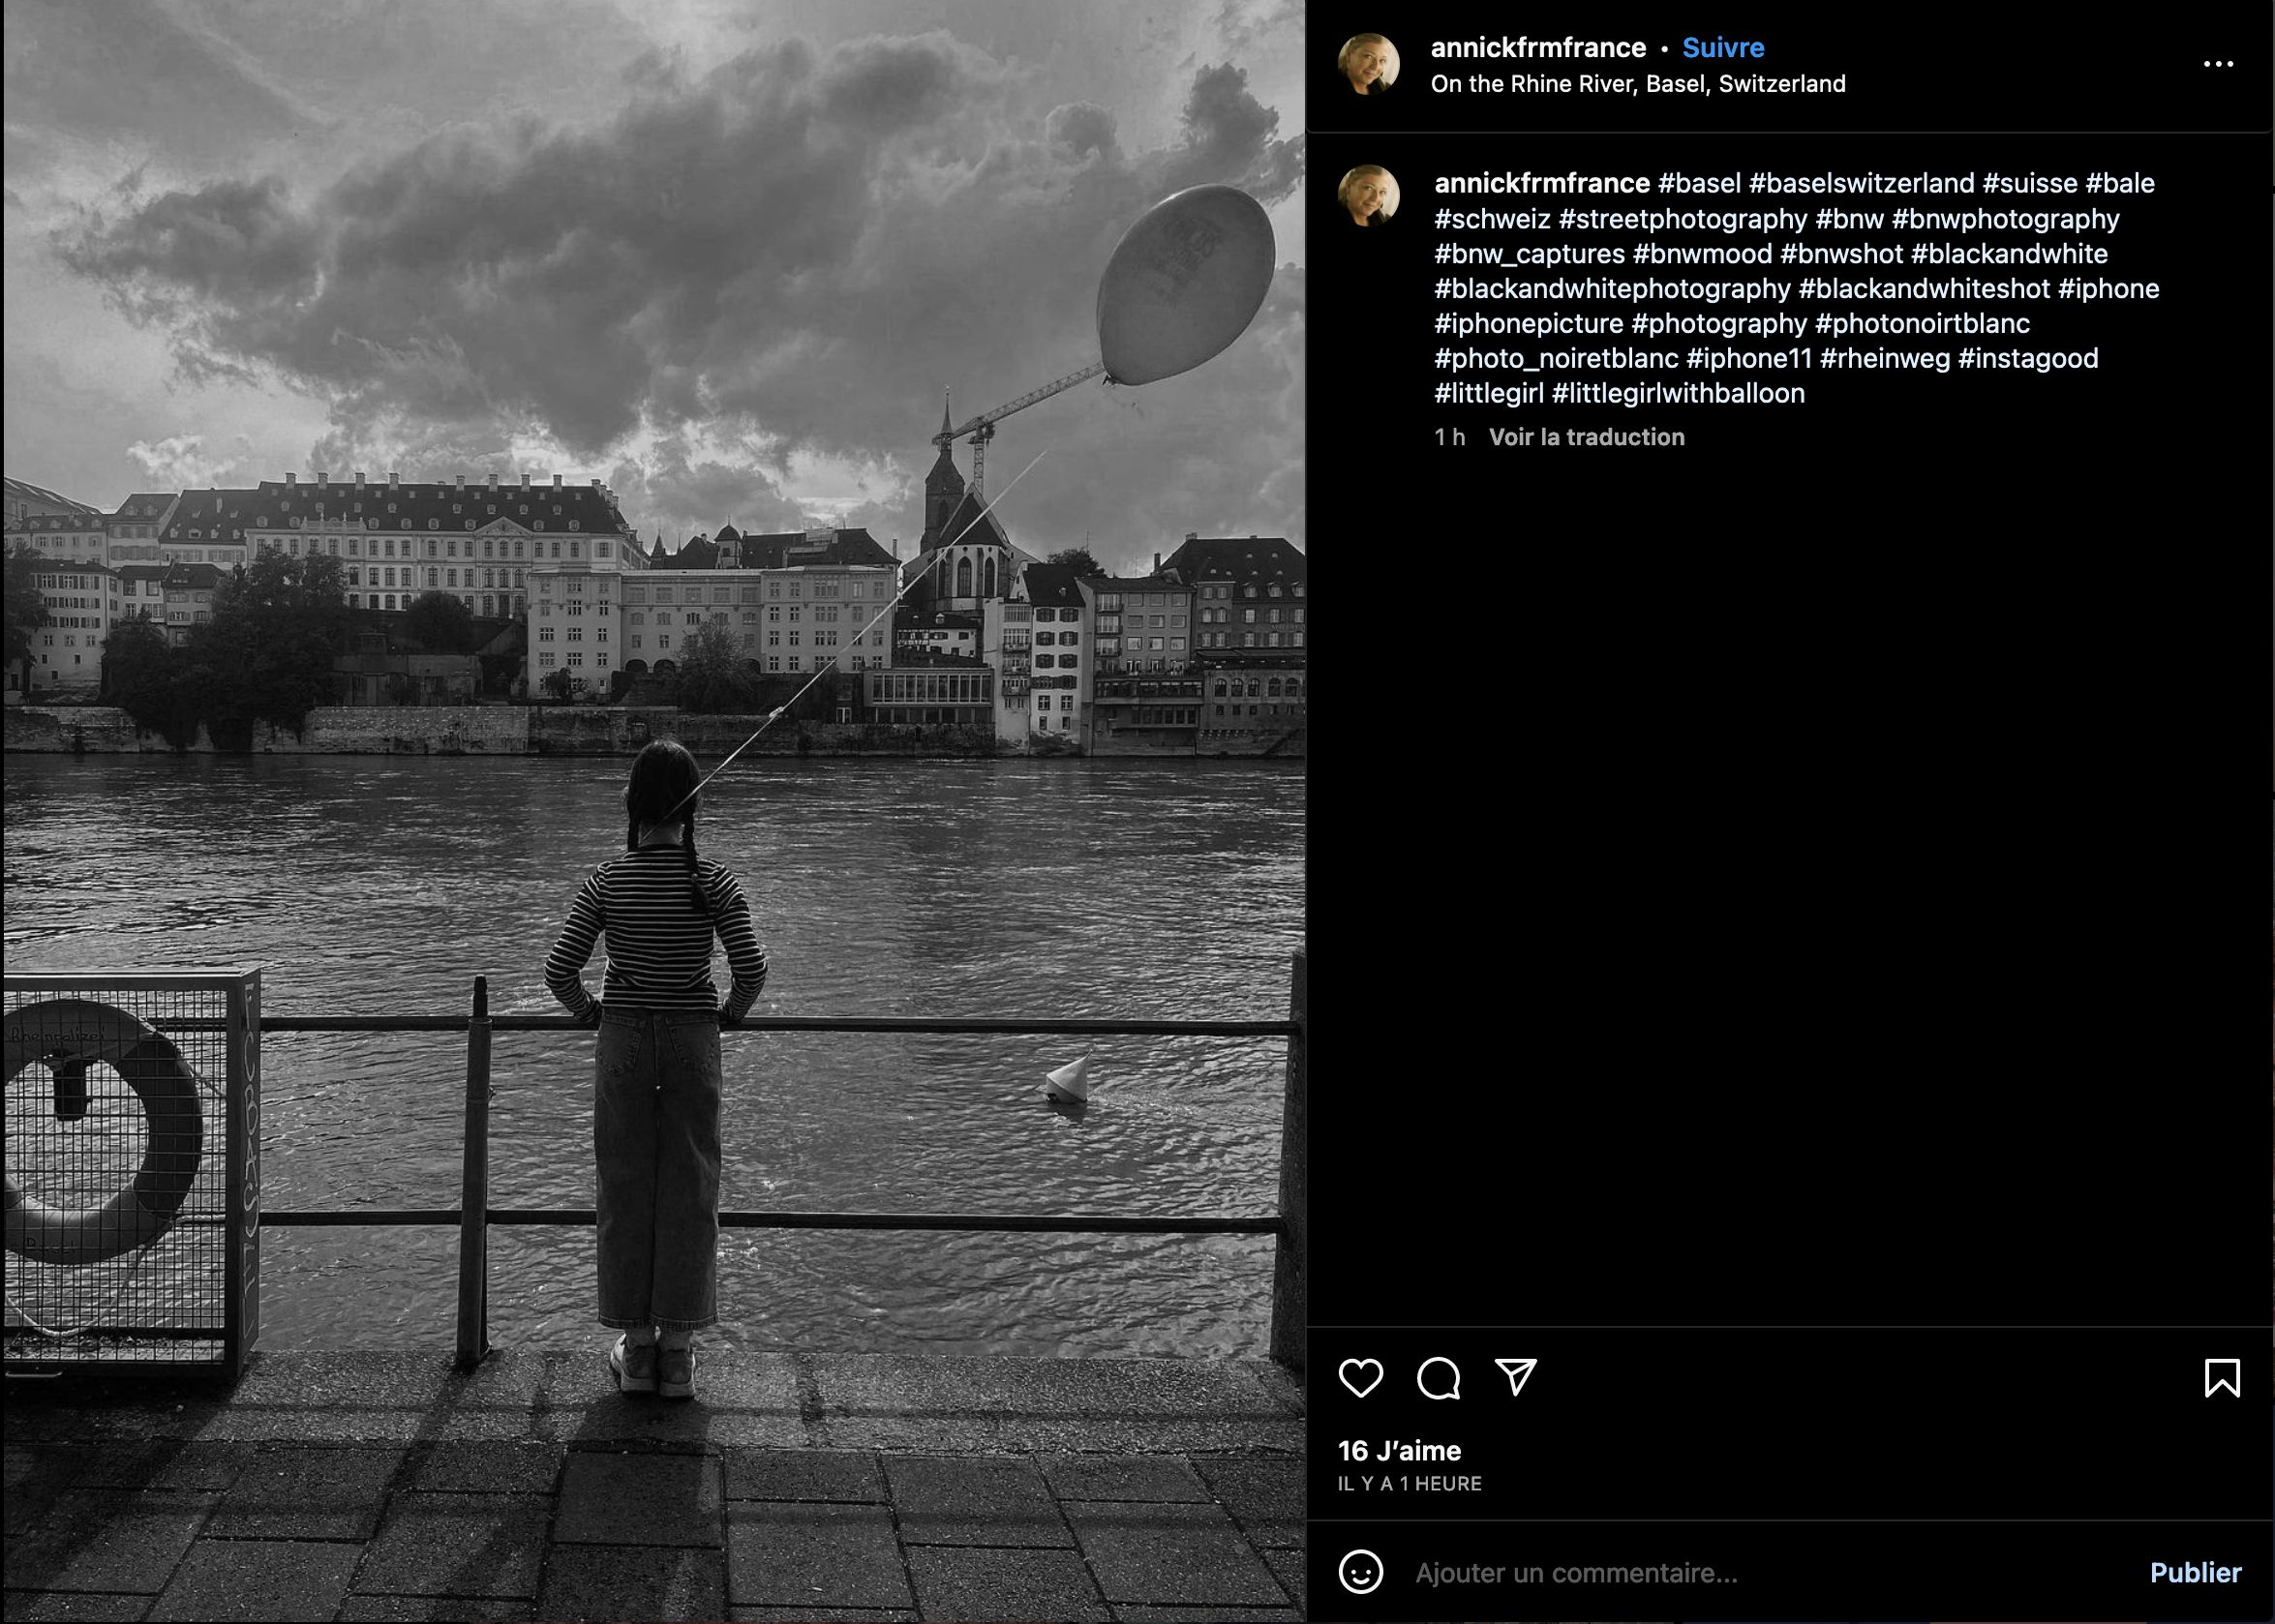 annickfrmfrance • Suivre
On the Rhine River, Basel, Switzerland
annickfrmfrance #basel #baselswitzerland #suisse #bale
#schweiz #streetphotography #bnw #bnwphotography
#bnw_captures #bnwmood #bnwshot #blackandwhite
#blackandwhitephotography #blackandwhiteshot #iphone
#iphonepicture #photography #photonoirtblanc
#photo_noiretblanc #iphone11 #rheinweg #instagood
#littlegirl #littlegirlwithballoon
1 h Voir la traduction
16 J’aime
IL Y A 1 HEURE
Ajouter un commentaire...
Publier
Rheinpolizei